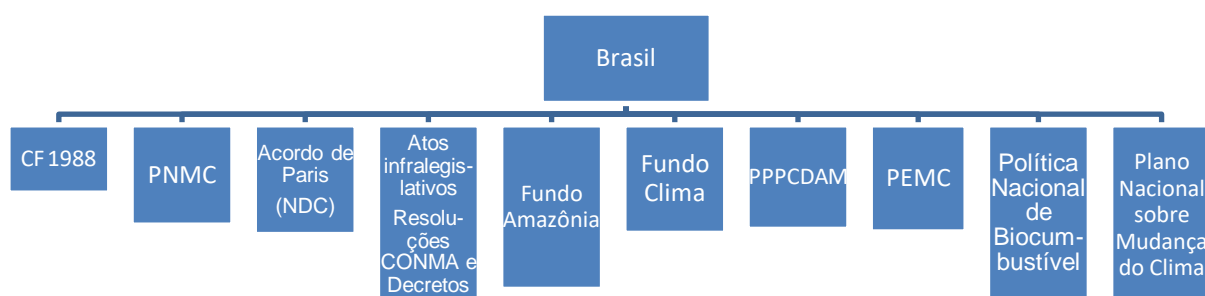 Brasil
CF 1988
PNMC
Acordo de
Paris
(NDC)
Atos
infralegis-
lativos
Resolu-
ções
CONMA e
Decretos
Fundo
Amazônia
Fundo
Clima
PPPCDAM
PEMC
Política
Nacional
de
Biocum-
bustível
Plano
Nacional
sobre
Mudança
do Clima